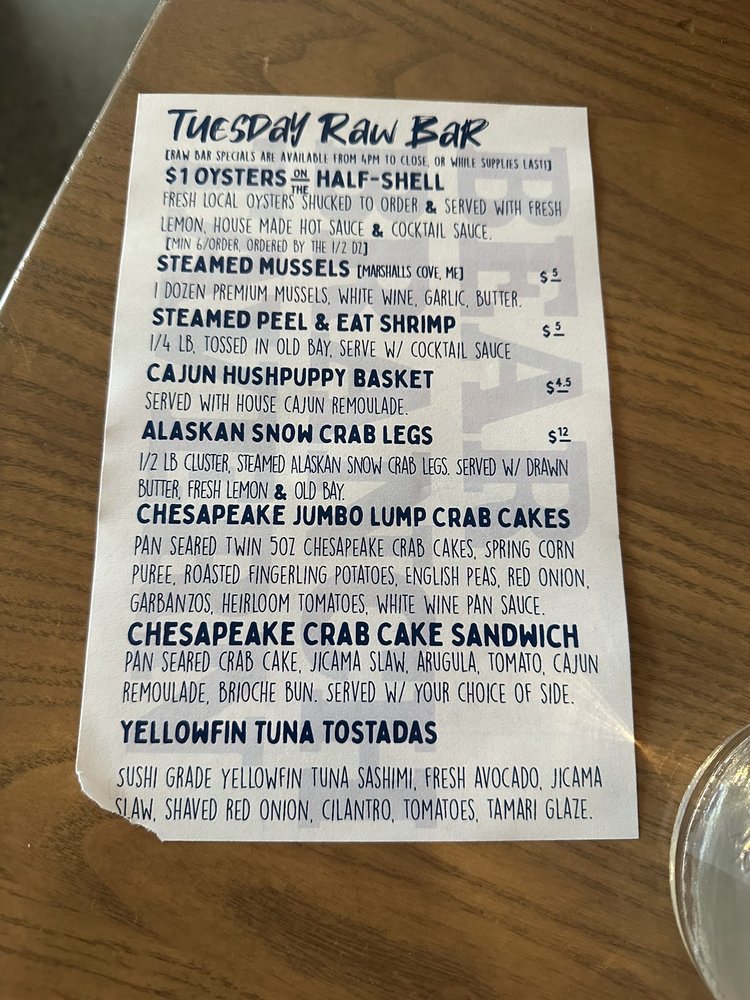 TUESDAY RAW BAR
[RAW BAR SPECIALS ARE AVAILABLE FROM 4PM TO CLOSE, OR WHILE SUPPLIES LAST!]
$1 OYSTERS ON THE HALF-SHELL
FRESH LOCAL OYSTERS SHUCKED TO ORDER & SERVED WITH FRESH
LEMON, HOUSE MADE HOT SAUCE & COCKTAIL SAUCE.
[MIN 6/ORDER, ORDERED BY THE 1/2 DZ]
STEAMED MUSSELS [MARSHALLS COVE, ME] $5
1 DOZEN PREMIUM MUSSELS, WHITE WINE, GARLIC, BUTTER.
STEAMED PEEL & EAT SHRIMP $5
1/4 LB, TOSSED IN OLD BAY, SERVE W/ COCKTAIL SAUCE
CAJUN HUSHPUPPY BASKET $4.5
SERVED WITH HOUSE CAJUN REMOULADE.
ALASKAN SNOW CRAB LEGS $12
1/2 LB CLUSTER, STEAMED ALASKAN SNOW CRAB LEGS. SERVED W/ DRAWN
BUTTER, FRESH LEMON & OLD BAY.
CHESAPEAKE JUMBO LUMP CRAB CAKES
PAN SEARED TWIN 5OZ CHESAPEAKE CRAB CAKES, SPRING CORN
PUREE, ROASTED FINGERLING POTATOES, ENGLISH PEAS, RED ONION,
GARBANZOS, HEIRLOOM TOMATOES, WHITE WINE PAN SAUCE.
CHESAPEAKE CRAB CAKE SANDWICH
PAN SEARED CRAB CAKE, JICAMA SLAW, ARUGULA, TOMATO, CAJUN
REMOULADE, BRIOCHE BUN. SERVED W/ YOUR CHOICE OF SIDE.
YELLOWFIN TUNA TOSTADAS
SUSHI GRADE YELLOWFIN TUNA SASHIMI, FRESH AVOCADO, JICAMA
SLAW, SHAVED RED ONION, CILANTRO, TOMATOES, TAMARI GLAZE.
BEAR